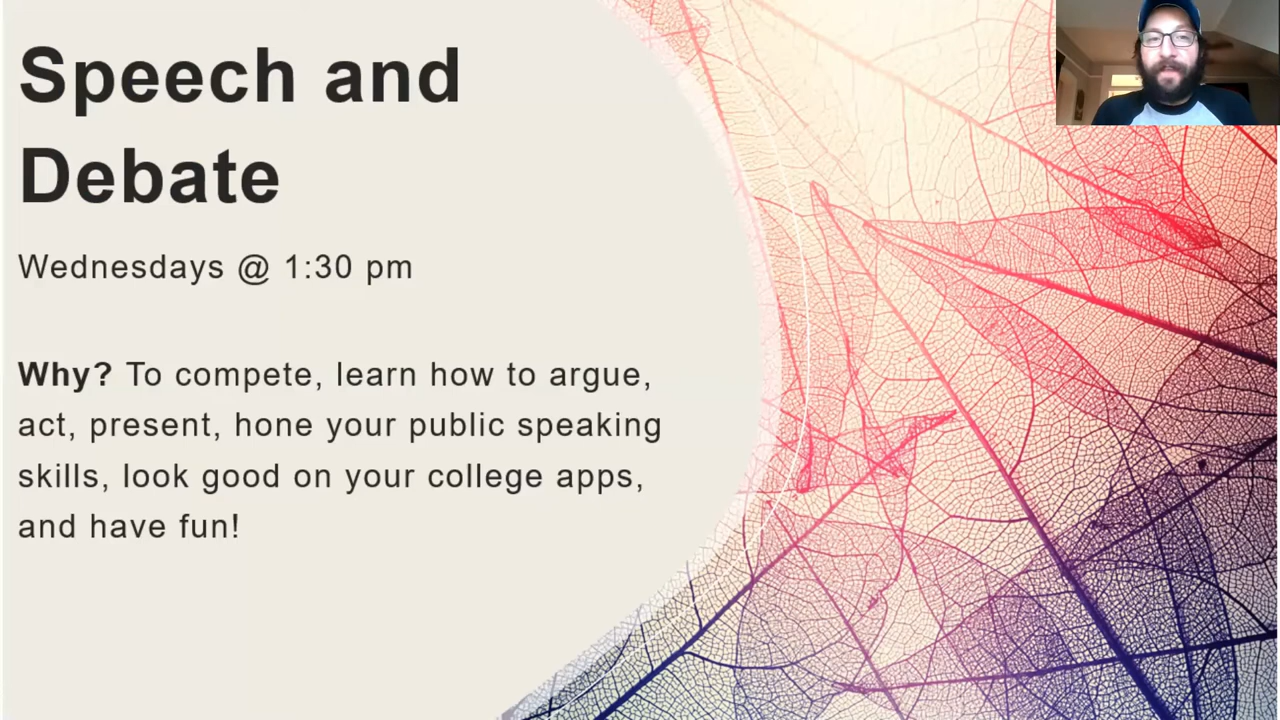 Speech and
Debate
Wednesdays @ 1:30 pm
Why? To compete, learn how to argue,
act, present, hone your public speaking
skills, look good on your college apps,
and have fun!